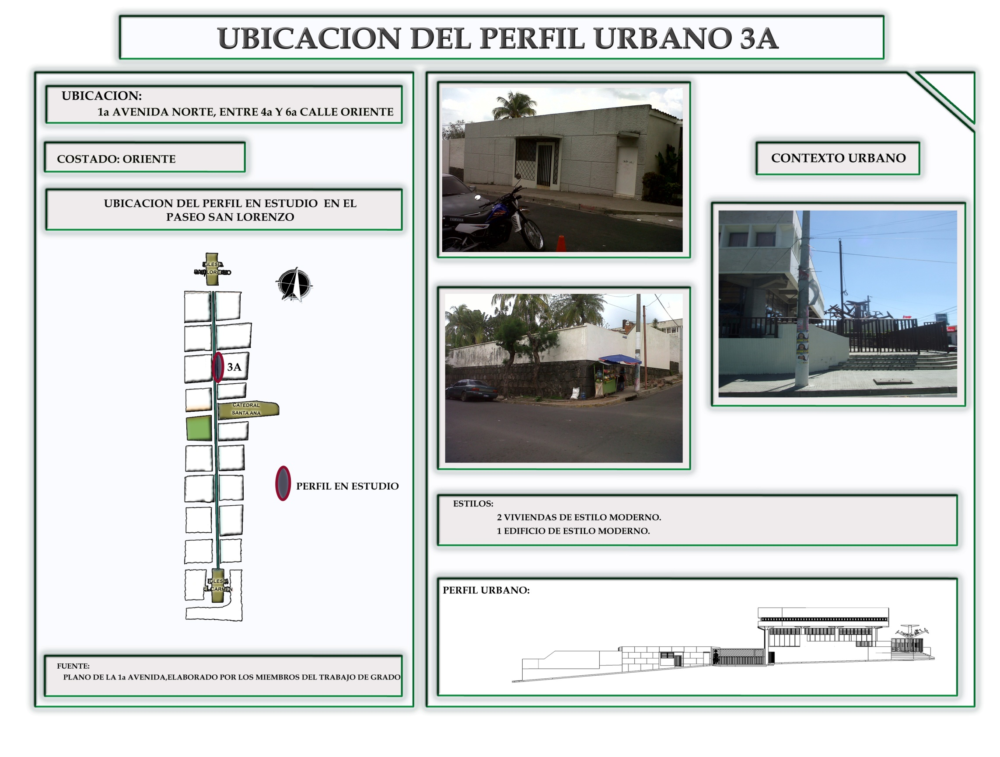 UBICACION DEL PERFIL URBANO 3A
UBICACION:
1a AVENIDA NORTE, ENTRE 4a Y 6a CALLE ORIENTE
COSTADO: ORIENTE
UBICACION DEL PERFIL EN ESTUDIO EN EL
PASEO SAN LORENZO
IGLESIA
3A
CATEDRAL
SANTA ANA
PERFIL EN ESTUDIO
IGLESIA
EL CARMEN
FUENTE:
PLANO DE LA 1a AVENIDA,ELABORADO POR LOS MIEMBROS DEL TRABAJO DE GRADO
YAMAHA
CONTEXTO URBANO
ESTILOS:
2 VIVIENDAS DE ESTILO MODERNO.
1 EDIFICIO DE ESTILO MODERNO.
PERFIL URBANO: